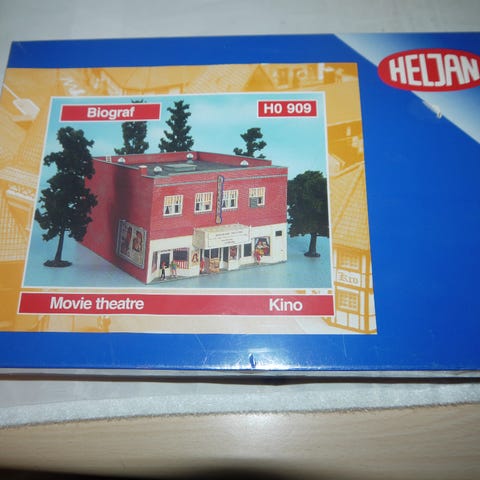 HELJAN
Biograf
H0 909
Movie theatre
Kino